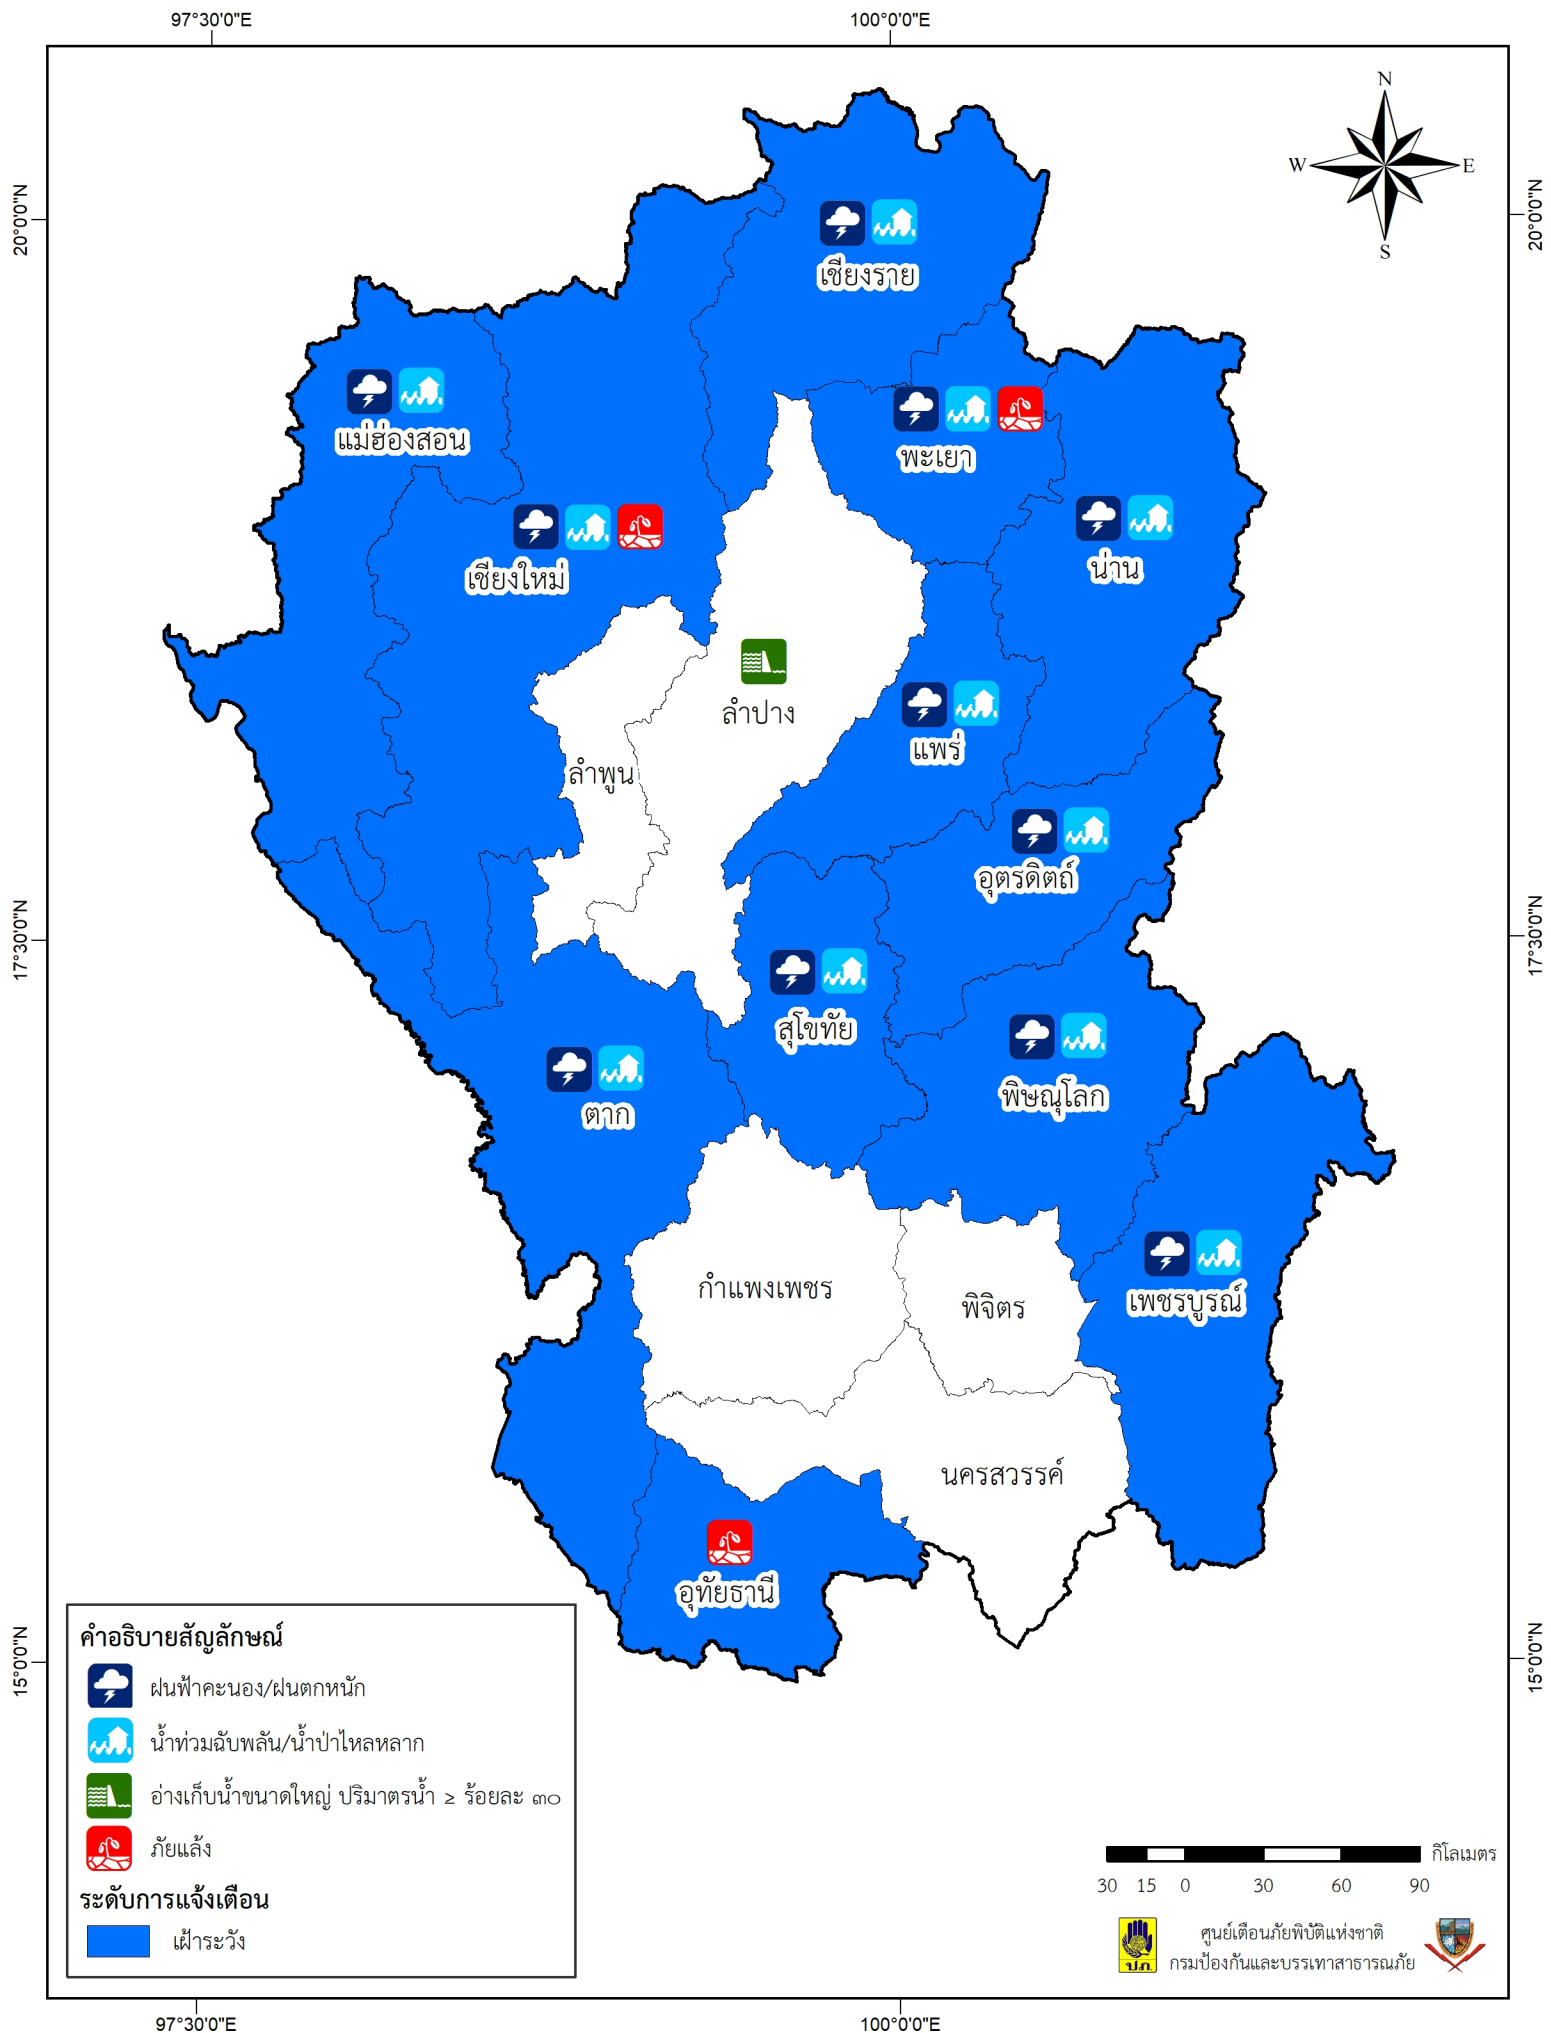 97°30'0"E
100°0'0"E
N
W
E
S
20°0'0"N
20°0'0"N
เชียงราย
แม่ฮ่องสอน
พะเยา
น่าน
เชียงใหม่
ลำปาง
แพร่
ลำพูน
อุตรดิตถ์
17°30'0"N
17°30'0"N
สุโขทัย
พิษณุโลก
ตาก
กำแพงเพชร
พิจิตร
เพชรบูรณ์
นครสวรรค์
อุทัยธานี
15°0'0"N
15°0'0"N
คำอธิบายสัญลักษณ์
ฝนฟ้าคะนอง/ฝนตกหนัก
น้ำท่วมฉับพลัน/น้ำป่าไหลหลาก
อ่างเก็บน้ำขนาดใหญ่ ปริมาตรน้ำ ≥ ร้อยละ ๓๐
ภัยแล้ง
ระดับการแจ้งเตือน
เฝ้าระวัง
กิโลเมตร
30 15 0 30 60 90
ศูนย์เตือนภัยพิบัติแห่งชาติ
กรมป้องกันและบรรเทาสาธารณภัย
ปภ.
97°30'0"E
100°0'0"E